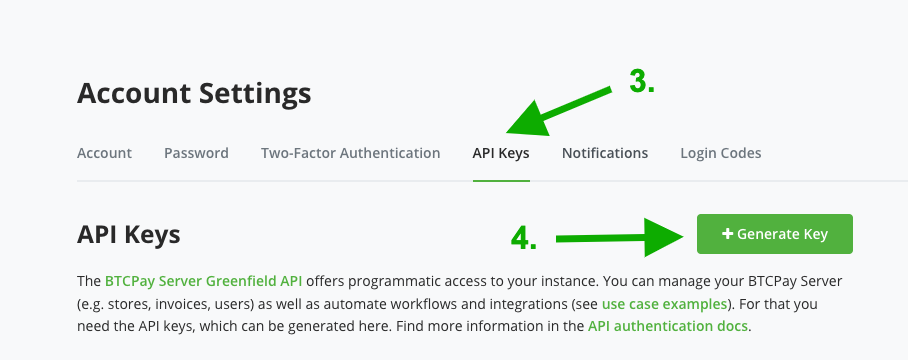 3.
Account Settings
Account Password Two-Factor Authentication API Keys Notifications Login Codes
API Keys 4. + Generate Key
The BTCPay Server Greenfield API offers programmatic access to your instance. You can manage your BTCPay Server
(e.g. stores, invoices, users) as well as automate workflows and integrations (see use case examples). For that you
need the API keys, which can be generated here. Find more information in the API authentication docs.